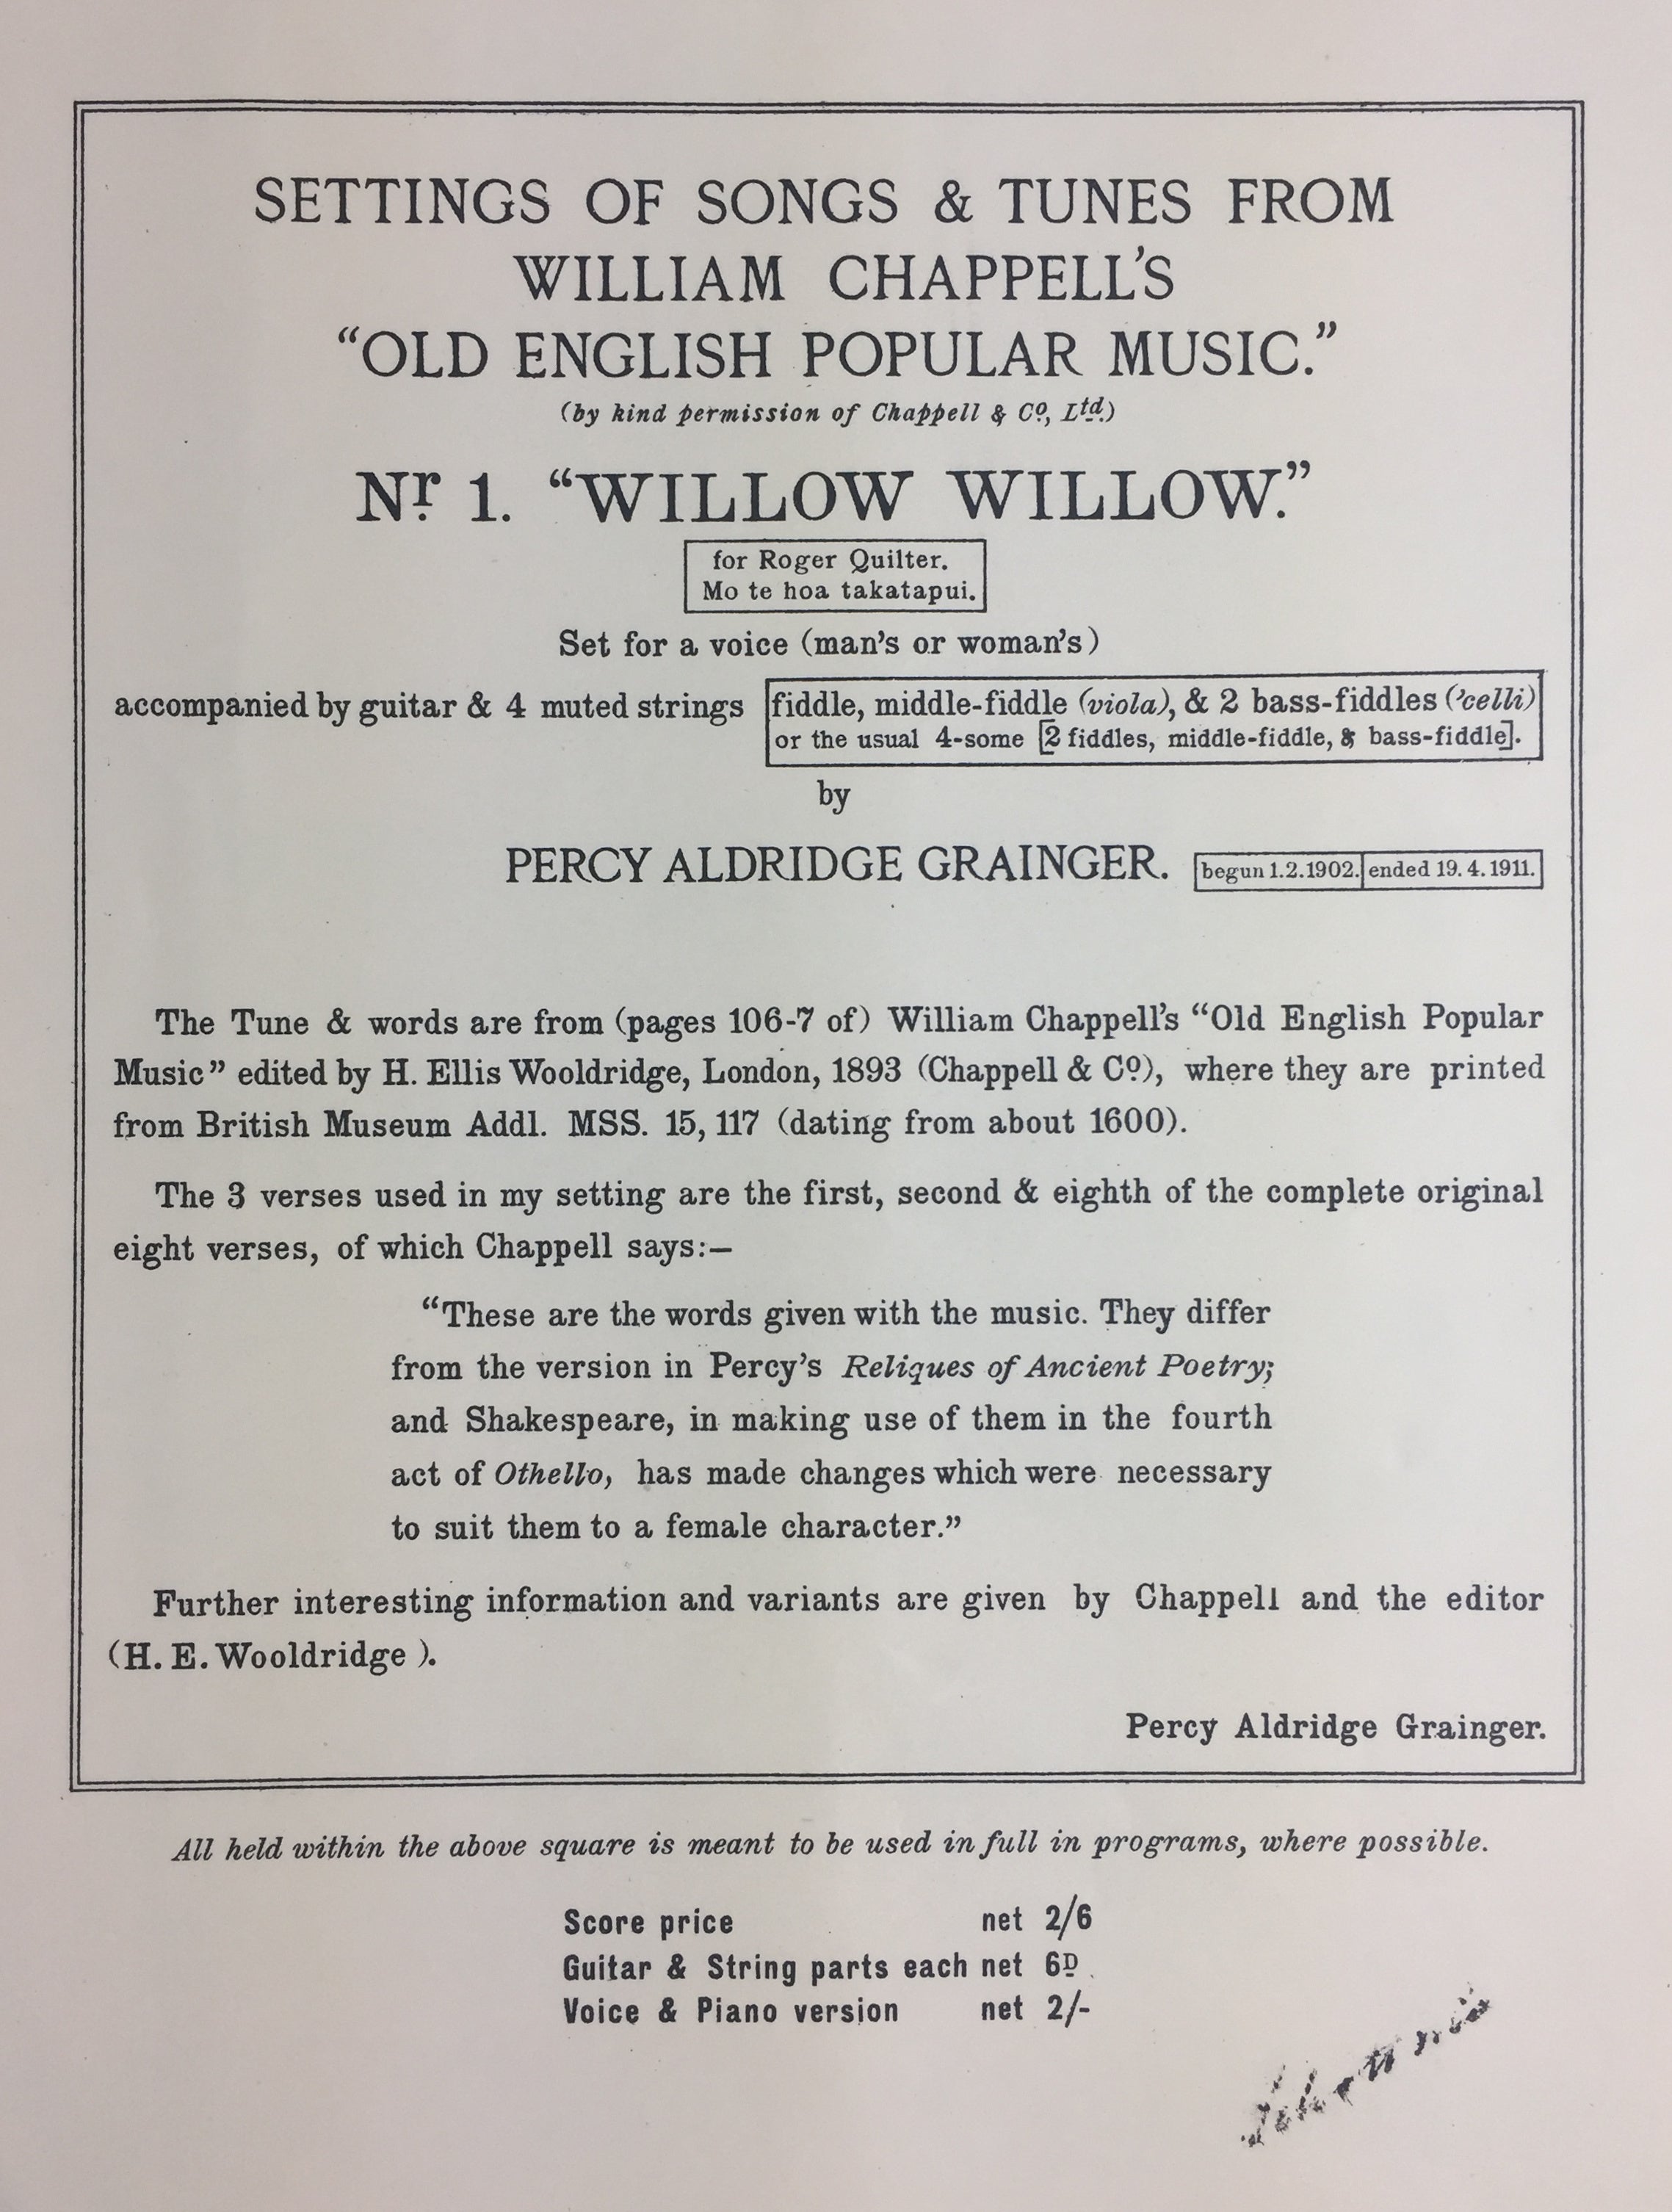 SETTINGS OF SONGS & TUNES FROM
WILLIAM CHAPPELL'S
“OLD ENGLISH POPULAR MUSIC.”
(by kind permission of Chappell & Cº, Ltd.)
Nr. 1. “WILLOW WILLOW.”
for Roger Quilter.
Mo te hoa takatapui.
Set for a voice (man’s or woman’s)
accompanied by guitar & 4 muted strings
fiddle, middle-fiddle (viola), & 2 bass-fiddles (’celli)
or the usual 4-some [2 fiddles, middle-fiddle, & bass-fiddle].
by
PERCY ALDRIDGE GRAINGER.
begun 1.2.1902. ended 19.4.1911.
The Tune & words are from (pages 106-7 of) William Chappell’s “Old English Popular
Music” edited by H. Ellis Wooldridge, London, 1893 (Chappell & Cº), where they are printed
from British Museum Addl. MSS. 15,117 (dating from about 1600).
The 3 verses used in my setting are the first, second & eighth of the complete original
eight verses, of which Chappell says:—
“These are the words given with the music. They differ
from the version in Percy’s Reliques of Ancient Poetry;
and Shakespeare, in making use of them in the fourth
act of Othello, has made changes which were necessary
to suit them to a female character.”
Further interesting information and variants are given by Chappell and the editor
(H. E. Wooldridge ).
Percy Aldridge Grainger.
All held within the above square is meant to be used in full in programs, where possible.
Score price net 2/6
Guitar & String parts each net 6D.
Voice & Piano version net 2/-